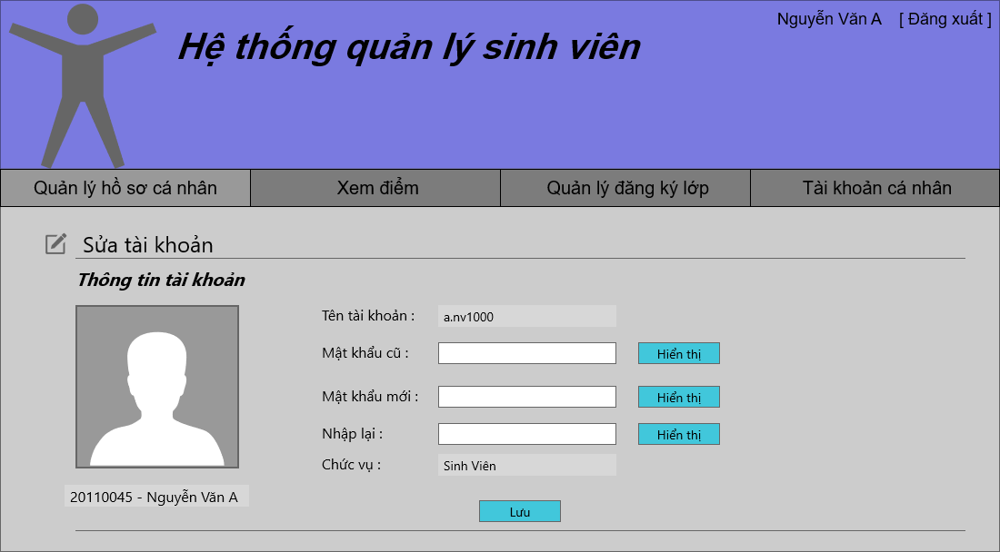 Nguyễn Văn A [ Đăng xuất ]
Hệ thống quản lý sinh viên
Quản lý hồ sơ cá nhân
Xem điểm
Quản lý đăng ký lớp
Tài khoản cá nhân
Sửa tài khoản
Thông tin tài khoản
Tên tài khoản : a.nv1000
Mật khẩu cũ : Hiển thị
Mật khẩu mới : Hiển thị
Nhập lại : Hiển thị
Chức vụ : Sinh Viên
20110045 - Nguyễn Văn A
Lưu